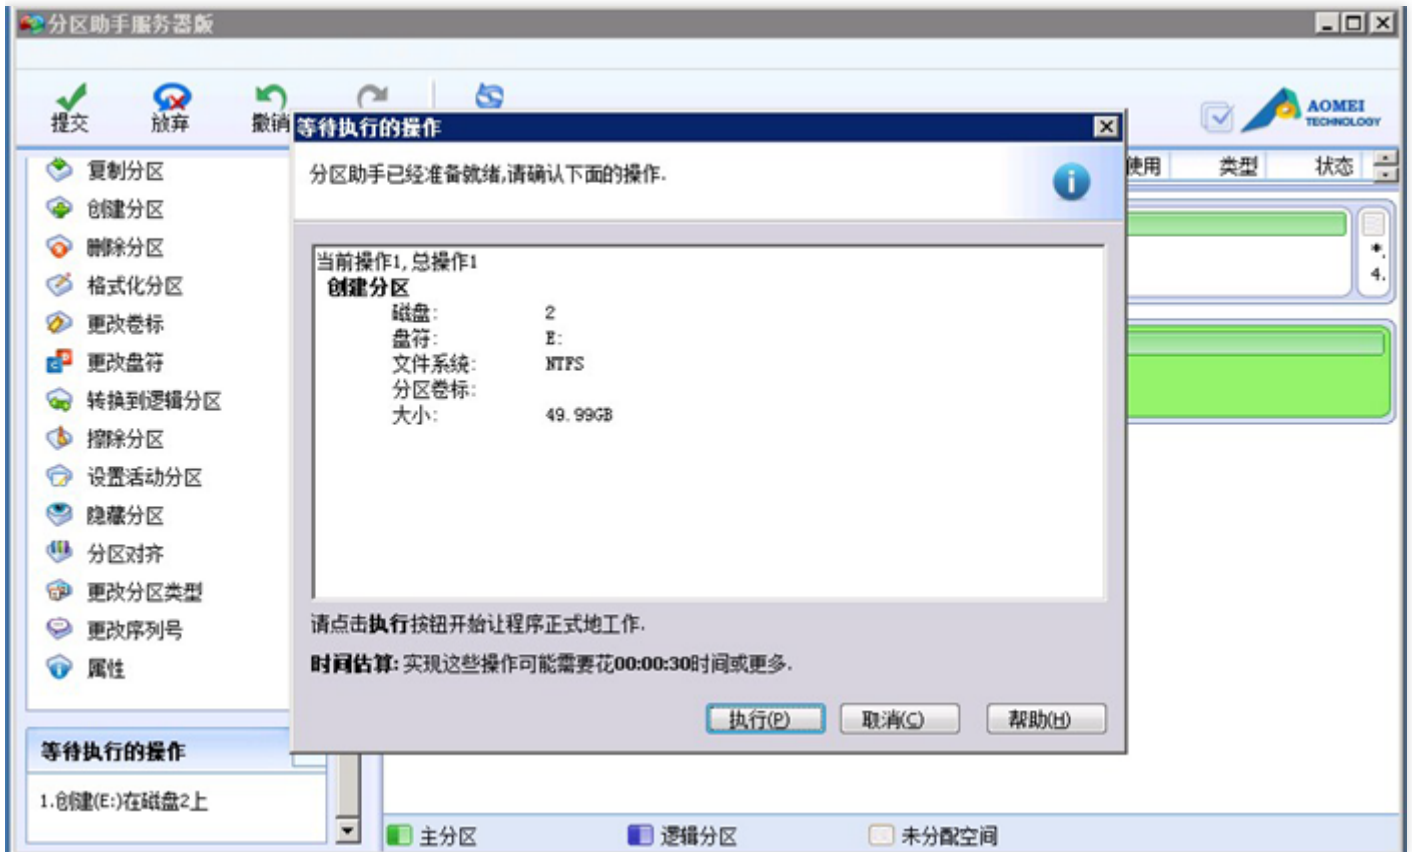 分区助手服务器版
提交
放弃
撤销
AOMEI
TECHNOLOGY
使用
类型
状态
复制分区
创建分区
删除分区
格式化分区
更改卷标
更改盘符
转换到逻辑分区
擦除分区
设置活动分区
隐藏分区
分区对齐
更改分区类型
更改序列号
属性
等待执行的操作
1.创建(E:)在磁盘2上
等待执行的操作
分区助手已经准备就绪,请确认下面的操作.
当前操作1,总操作1
创建分区
磁盘: 2
盘符: E:
文件系统: NTFS
分区卷标:
大小: 49.99GB
请点击执行按钮开始让程序正式地工作.
时间估算: 实现这些操作可能需要花00:00:30时间或更多.
执行(P)
取消(C)
帮助(H)
*.
4.
主分区
逻辑分区
未分配空间